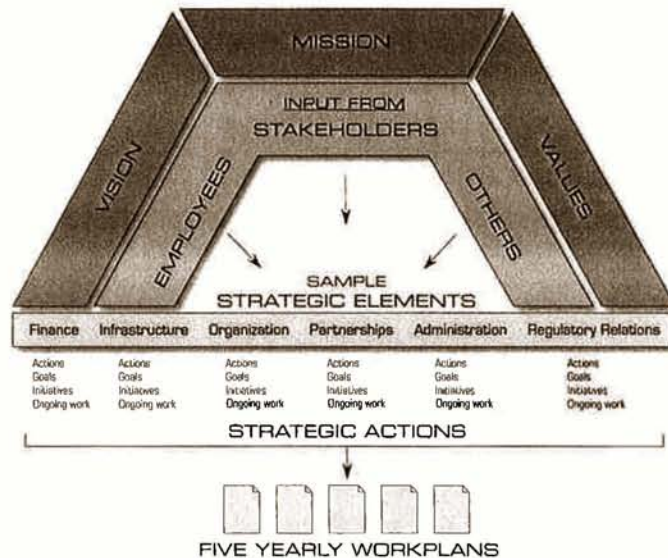 MISSION
VISION
VALUES
INPUT FROM
STAKEHOLDERS
EMPLOYEES
OTHERS
SAMPLE
STRATEGIC ELEMENTS
Finance Infrastructure Organization Partnerships Administration Regulatory Relations
Actions Actions Actions Actions Actions Actions
Goals Goals Goals Goals Goals Goals
Initiatives Initiatives Initiatives Initiatives Initiatives Initiatives
Ongoing work Ongoing work Ongoing work Ongoing work Ongoing work Ongoing work
STRATEGIC ACTIONS
FIVE YEARLY WORKPLANS